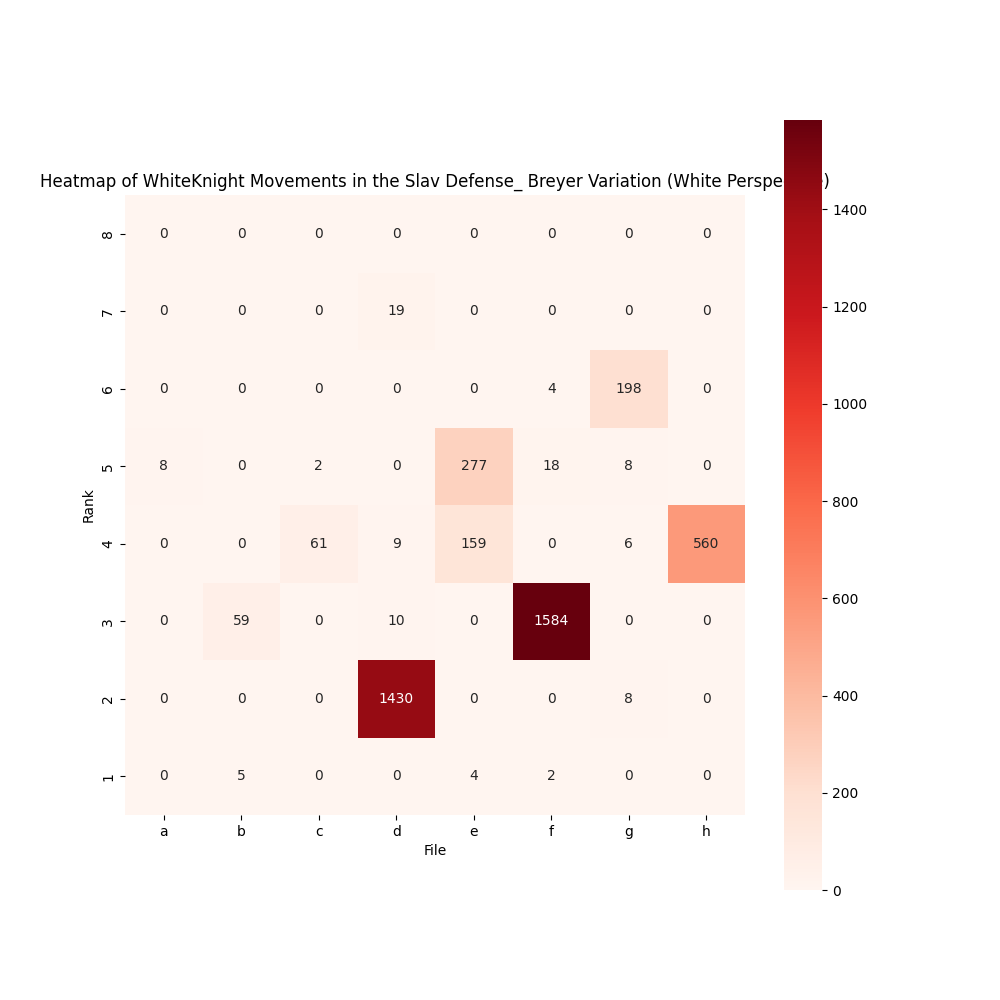 Heatmap of WhiteKnight Movements in the Slav Defense_ Breyer Variation (White Perspe )
8 0 0 0 0 0 0 0 0
7 0 0 0 19 0 0 0 0
6 0 0 0 0 0 4 198 0
5 8 0 2 0 277 18 8 0
4 0 0 61 9 159 0 6 560
3 0 59 0 10 0 1584 0 0
2 0 0 0 1430 0 0 8 0
1 0 5 0 0 4 2 0 0
a b c d e f g h
File
Rank
1400
1200
1000
800
600
400
200
0